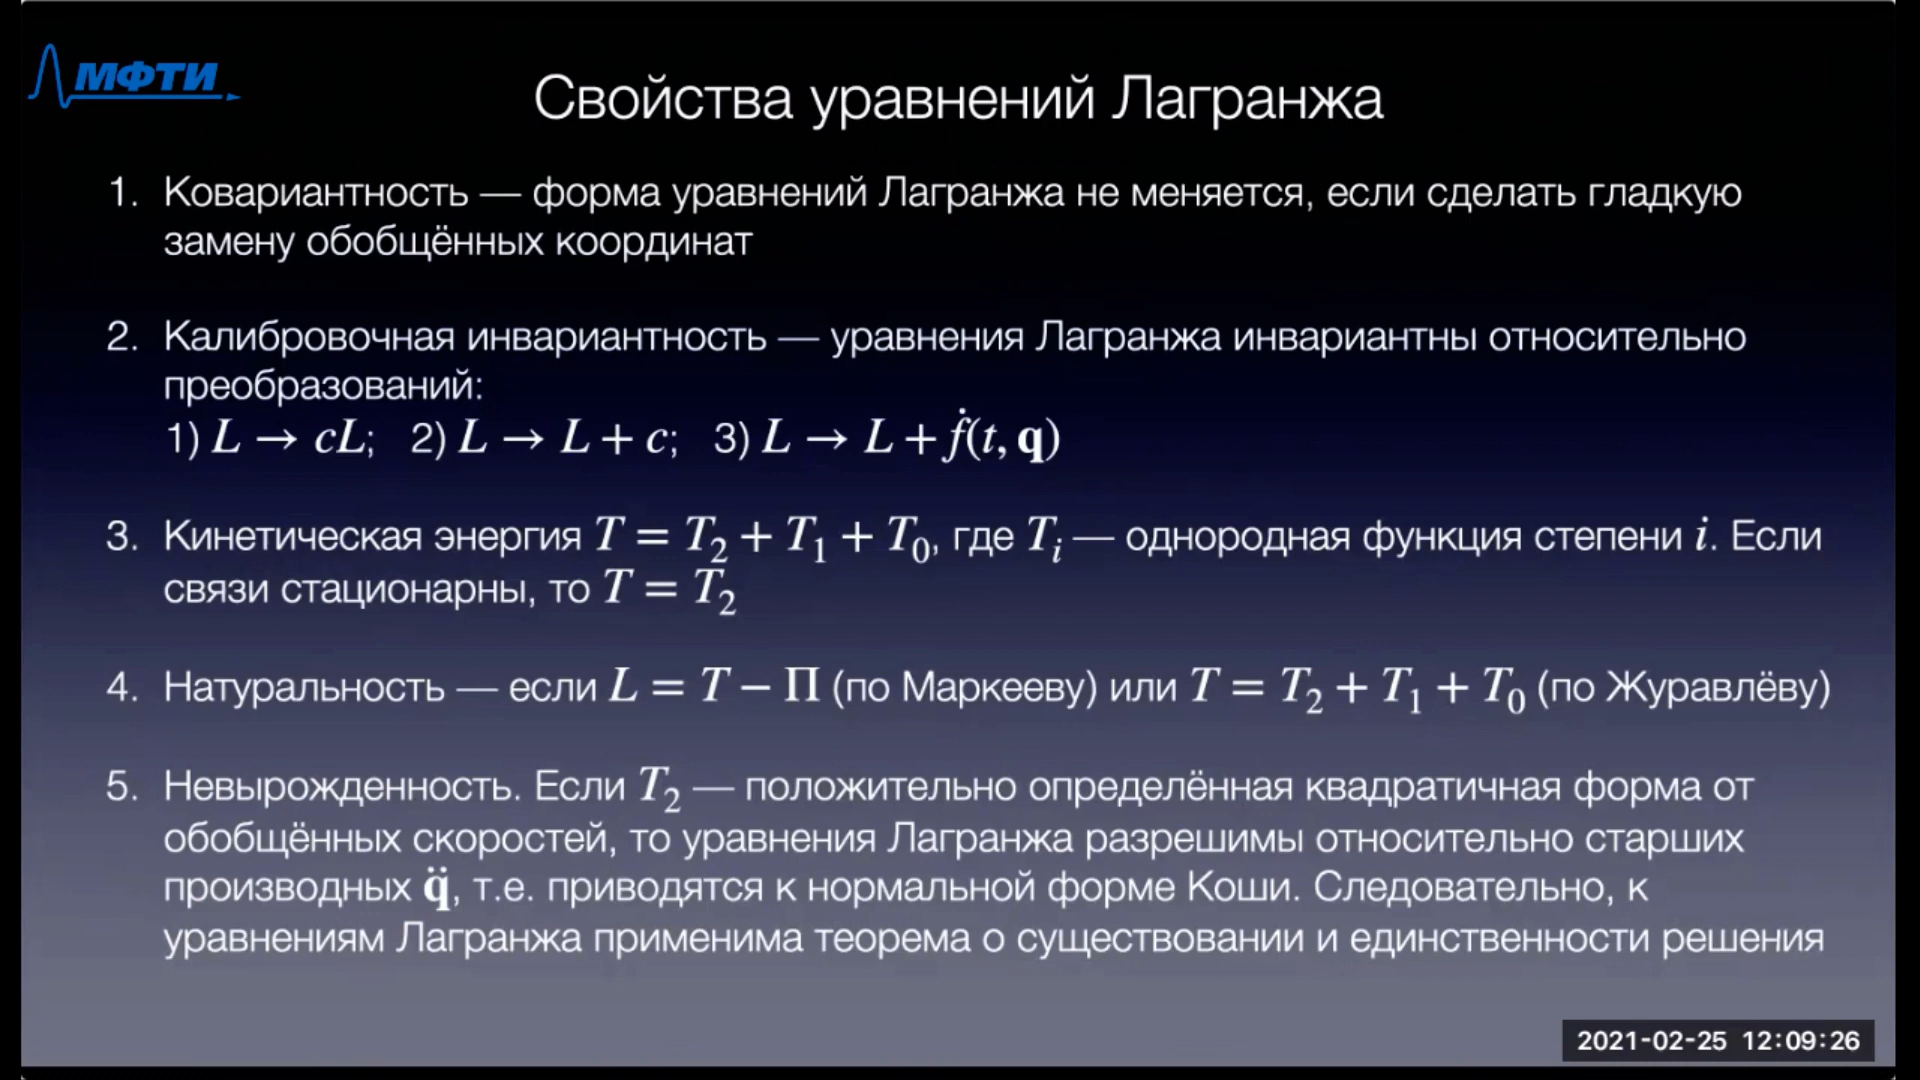 МФТИ
Свойства уравнений Лагранжа
1. Ковариантность — форма уравнений Лагранжа не меняется, если сделать гладкую
замену обобщённых координат
2. Калибровочная инвариантность — уравнения Лагранжа инвариантны относительно
преобразований:
1) L → cL; 2) L → L + c; 3) L → L + ḟ(t, q)
3. Кинетическая энергия T = T₂ + T₁ + T₀, где Tᵢ — однородная функция степени i. Если
связи стационарны, то T = T₂
4. Натуральность — если L = T − Π (по Маркееву) или T = T₂ + T₁ + T₀ (по Журавлёву)
5. Невырожденность. Если T₂ — положительно определённая квадратичная форма от
обобщённых скоростей, то уравнения Лагранжа разрешимы относительно старших
производных q̈, т.е. приводятся к нормальной форме Коши. Следовательно, к
уравнениям Лагранжа применима теорема о существовании и единственности решения
2021-02-25 12:09:26